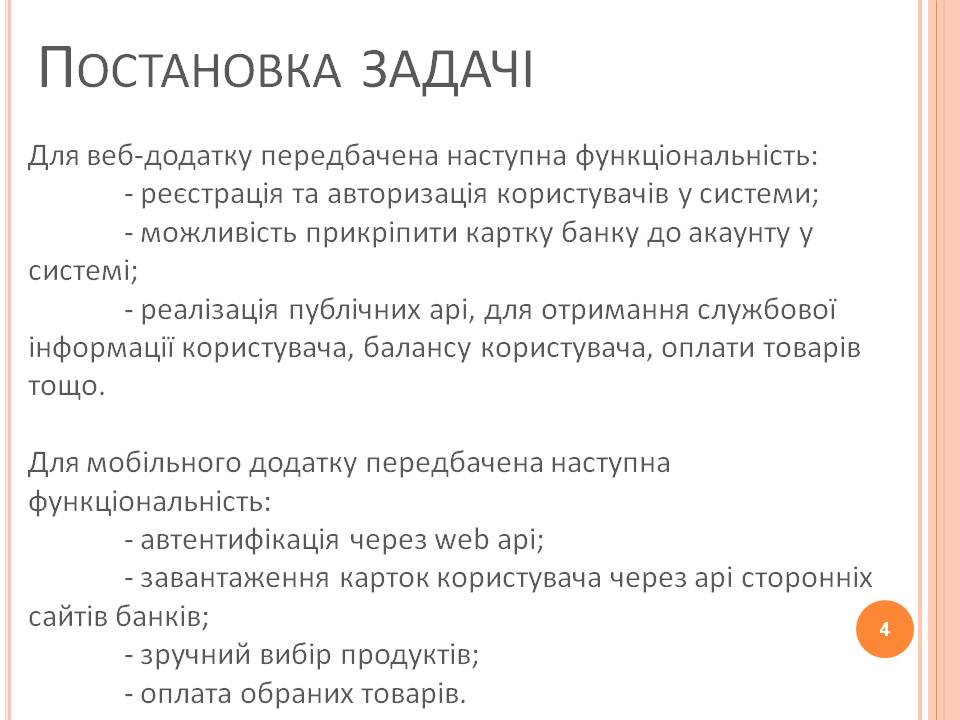 Постановка задачі
Для веб-додатку передбачена наступна функціональність:
- реєстрація та авторизація користувачів у системи;
- можливість прикріпити картку банку до акаунту у
системі;
- реалізація публічних арі, для отримання службової
інформації користувача, балансу користувача, оплати товарів
тощо.
Для мобільного додатку передбачена наступна
функціональність:
- автентифікація через web api;
- завантаження карток користувача через арі сторонніх
сайтів банків;
4
- зручний вибір продуктів;
- оплата обраних товарів.